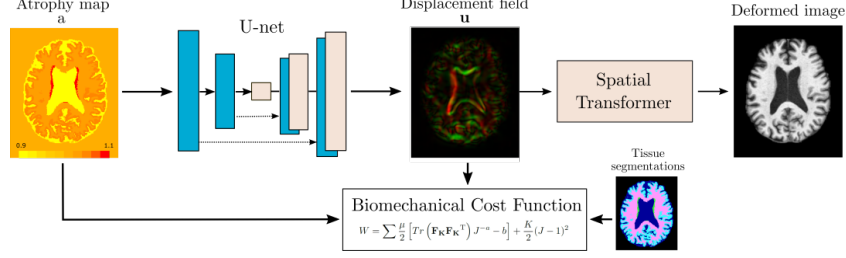 Atrophy map
a
U-net
Displacement field
u
Deformed image
Spatial
Transformer
0.9 1.1
Tissue
segmentations
Biomechanical Cost Function
W = ∑ μ/2 [Tr (F_K F_K^T) J^{-a} − b] + K/2 (J − 1)^2